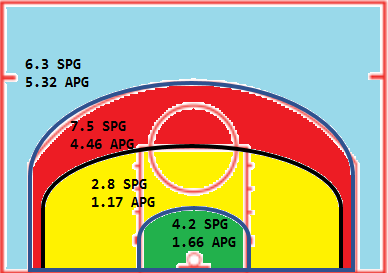 6.3 SPG
5.32 APG
7.5 SPG
4.46 APG
2.8 SPG
1.17 APG
4.2 SPG
1.66 APG